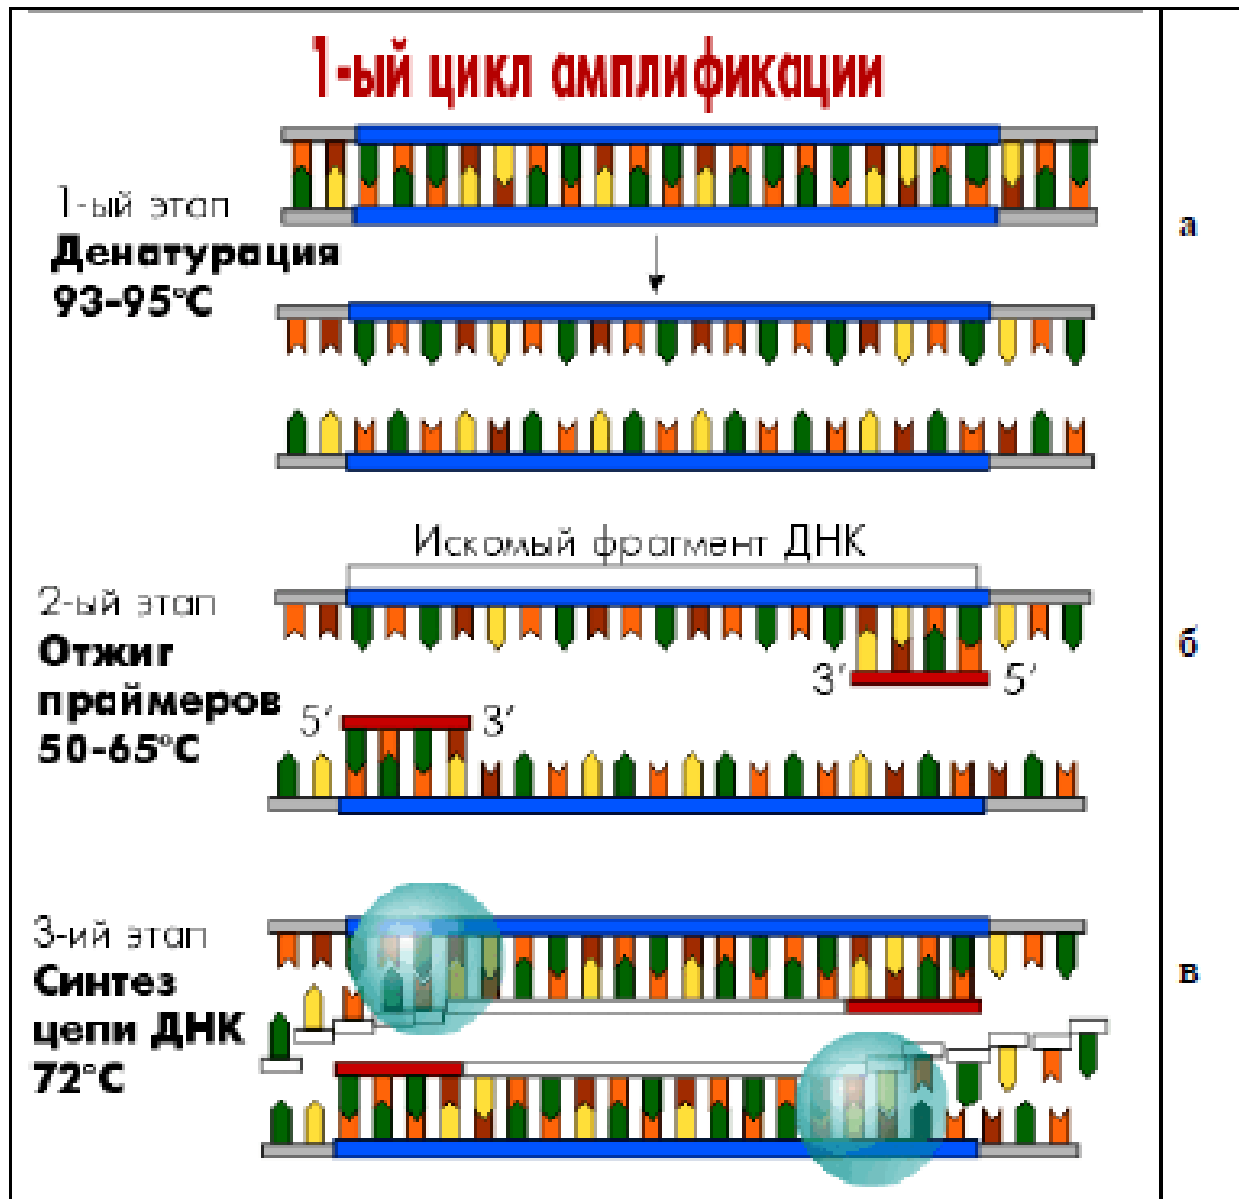 1-ый цикл амплификации
1-ый этап
Денатурация
93-95°C
а
Искомый фрагмент ДНК
2-ый этап
Отжиг
праймеров
50-65°C
3′ 5′
5′ 3′
б
3-ий этап
Синтез
цепи ДНК
72°C
в